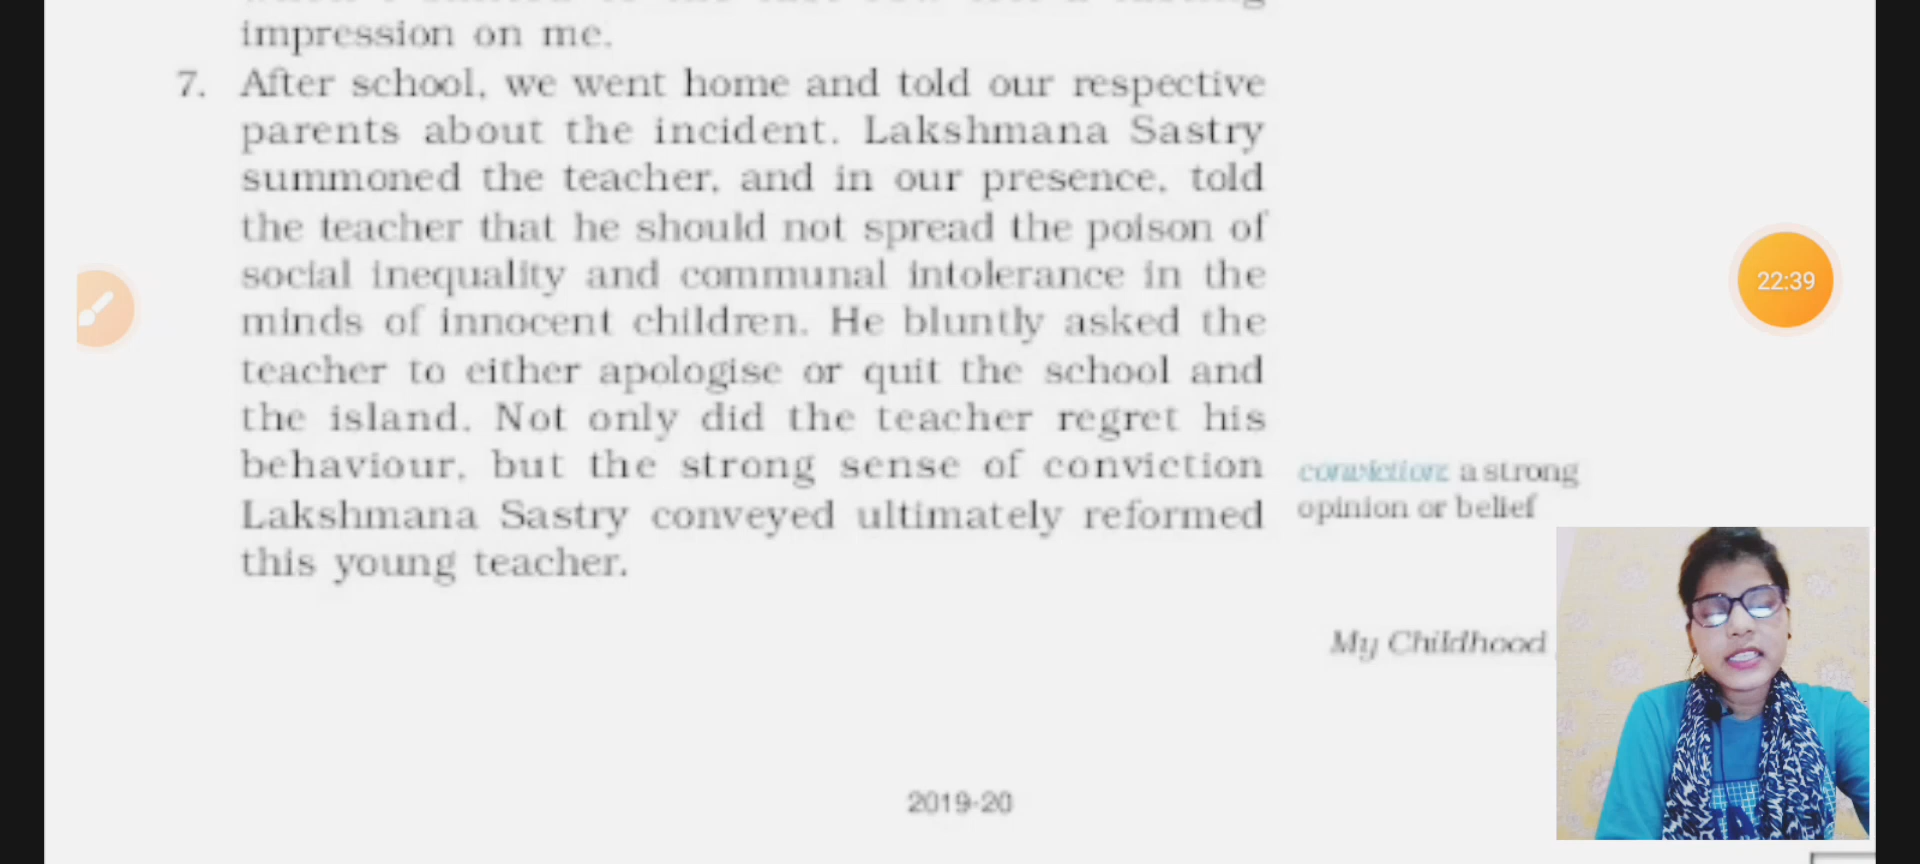 impression on me.
7. After school, we went home and told our respective
parents about the incident. Lakshmana Sastry
summoned the teacher, and in our presence, told
the teacher that he should not spread the poison of
social inequality and communal intolerance in the
minds of innocent children. He bluntly asked the
teacher to either apologise or quit the school and
the island. Not only did the teacher regret his
behaviour, but the strong sense of conviction
Lakshmana Sastry conveyed ultimately reformed
this young teacher.
conviction: a strong
opinion or belief
22:39
My Childhood
2019-20